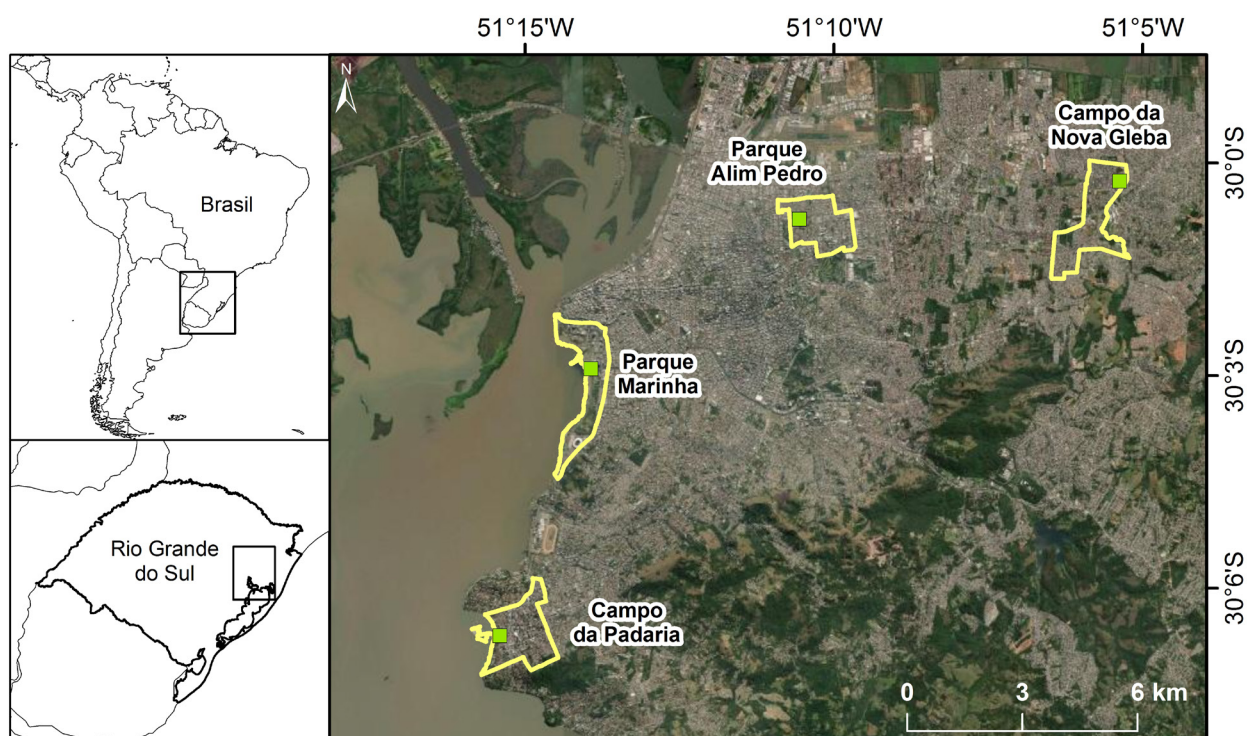 51°15'W
51°10'W
51°5'W
N
Brasil
Rio Grande
do Sul
Parque
Alim Pedro
Campo da
Nova Gleba
Parque
Marinha
Campo
da Padaria
30°0'S
30°3'S
30°6'S
0 3 6 km